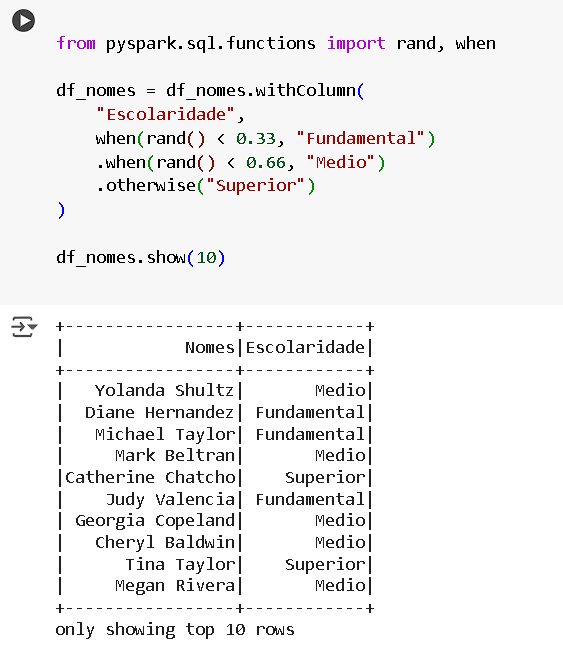 from pyspark.sql.functions import rand, when
df_nomes = df_nomes.withColumn(
    "Escolaridade",
    when(rand() < 0.33, "Fundamental")
    .when(rand() < 0.66, "Medio")
    .otherwise("Superior")
)
df_nomes.show(10)
+-----------------+------------+
|            Nomes|Escolaridade|
+-----------------+------------+
|   Yolanda Shultz|       Medio|
|  Diane Hernandez| Fundamental|
|   Michael Taylor| Fundamental|
|     Mark Beltran|       Medio|
|Catherine Chatcho|    Superior|
|    Judy Valencia| Fundamental|
| Georgia Copeland|       Medio|
|   Cheryl Baldwin|       Medio|
|      Tina Taylor|    Superior|
|     Megan Rivera|       Medio|
+-----------------+------------+
only showing top 10 rows